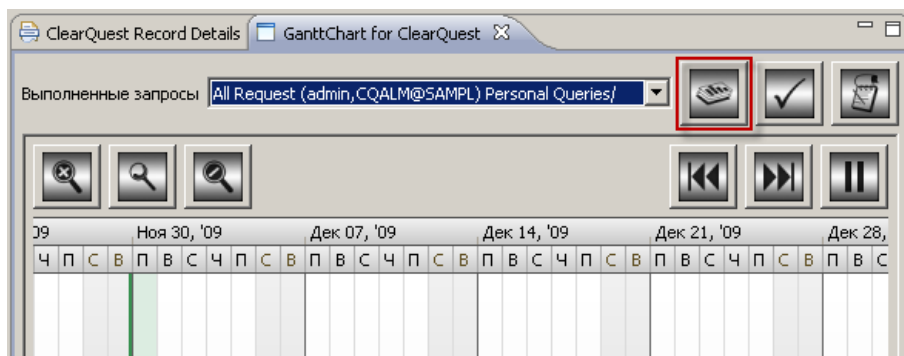 ClearQuest Record Details GanttChart for ClearQuest
Выполненные запросы All Request (admin,CQALM@SAMPL) Personal Queries/
09 Ноя 30, '09 Дек 07, '09 Дек 14, '09 Дек 21, '09 Дек 28,
Ч П С В П В С Ч П С В П В С Ч П С В П В С Ч П С В П В С Ч П С В П В С